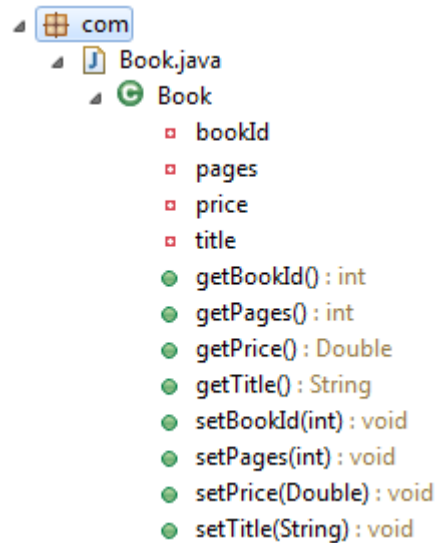 com
Book.java
Book
bookId
pages
price
title
getBookId() : int
getPages() : int
getPrice() : Double
getTitle() : String
setBookId(int) : void
setPages(int) : void
setPrice(Double) : void
setTitle(String) : void